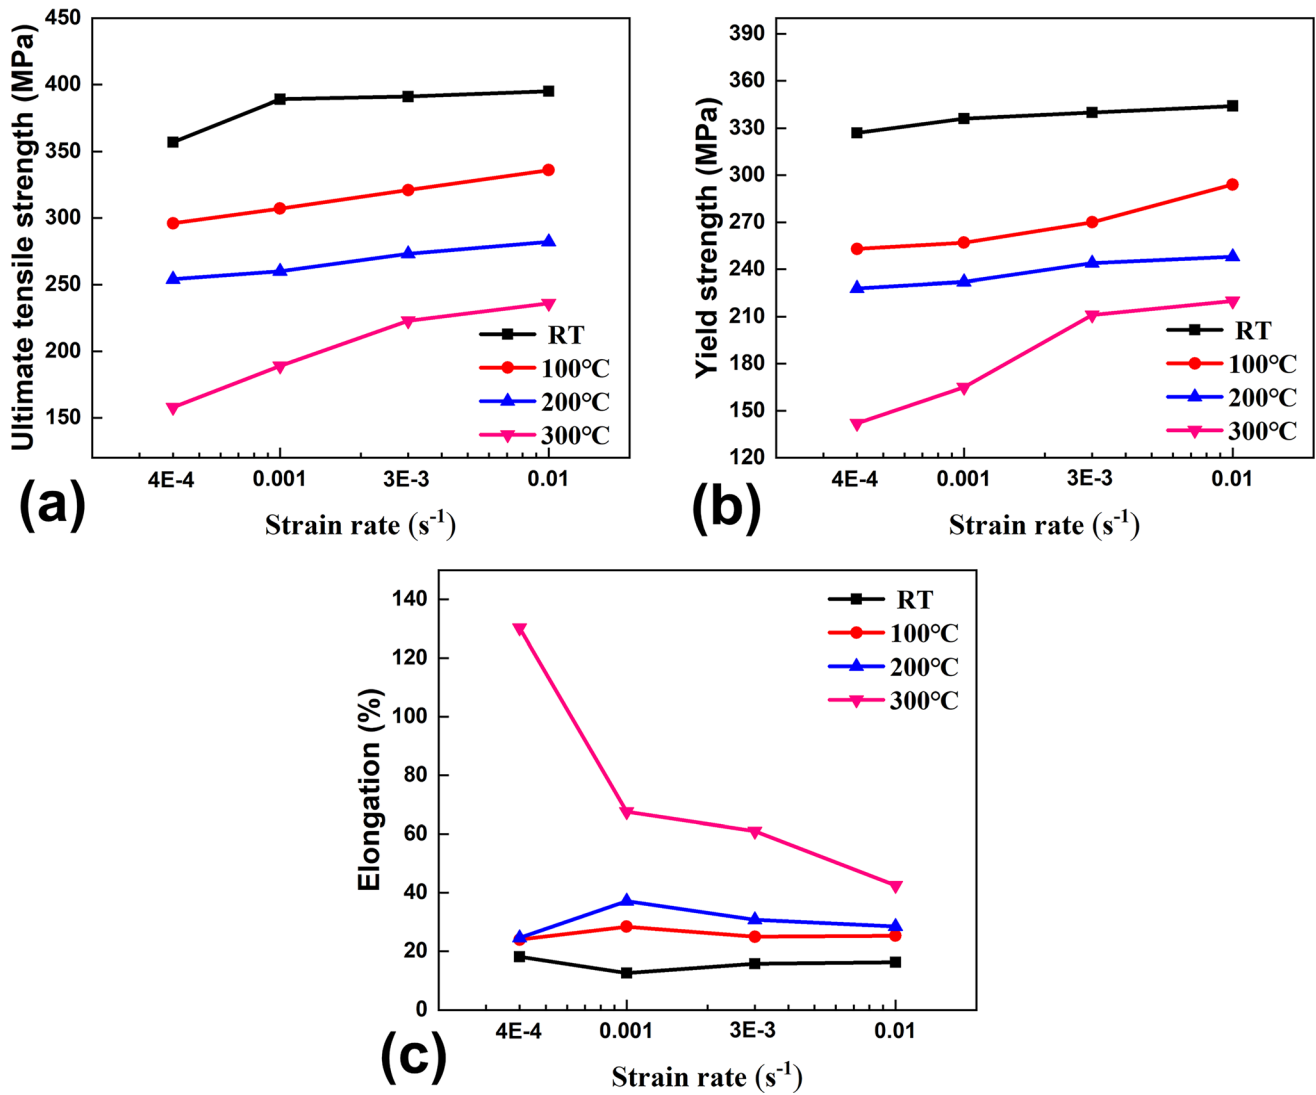 450
400
350
300
250
200
150
Ultimate tensile strength (MPa)
RT
100℃
200℃
300℃
4E-4 0.001 3E-3 0.01
Strain rate (s⁻¹)
(a)
390
360
330
300
270
240
210
180
150
120
Yield strength (MPa)
RT
100℃
200℃
300℃
4E-4 0.001 3E-3 0.01
Strain rate (s⁻¹)
(b)
140
120
100
80
60
40
20
0
Elongation (%)
RT
100℃
200℃
300℃
4E-4 0.001 3E-3 0.01
Strain rate (s⁻¹)
(c)